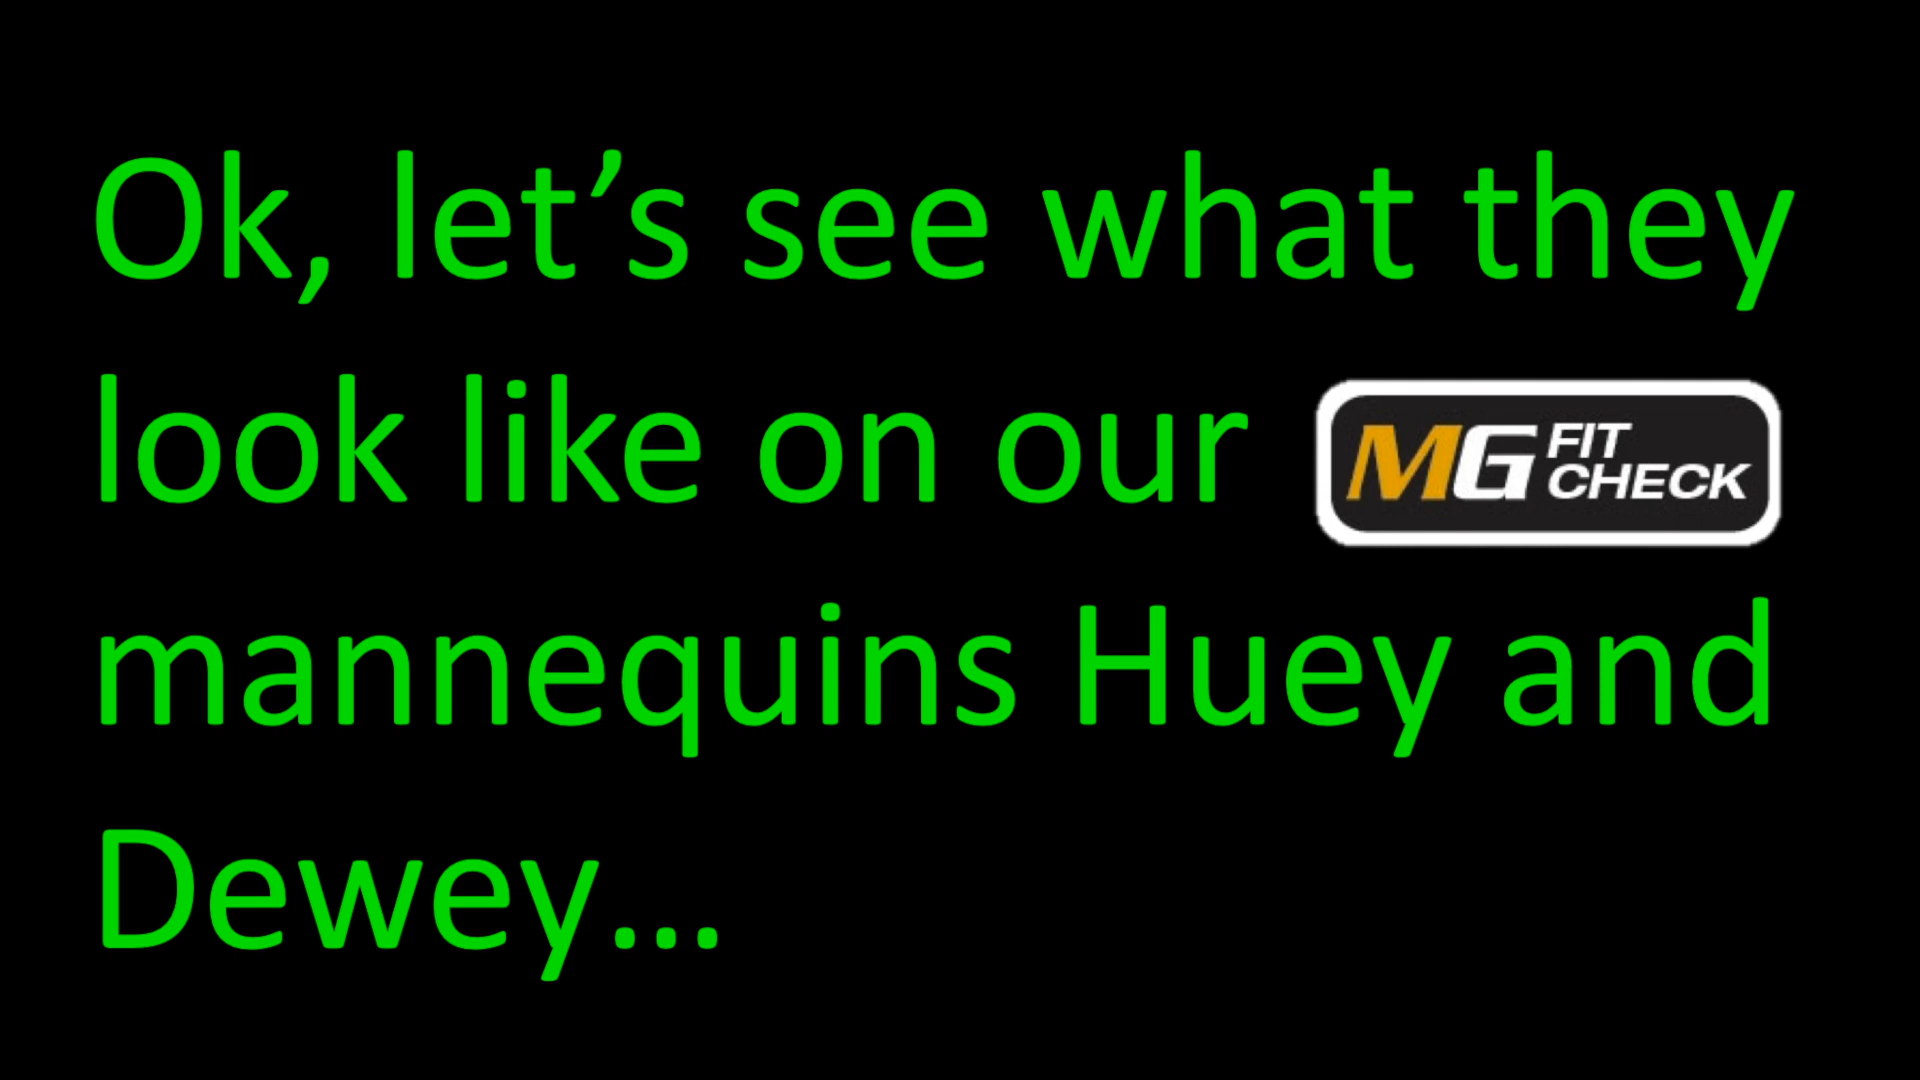 Ok, let’s see what they
look like on our MG FIT CHECK
mannequins Huey and
Dewey...